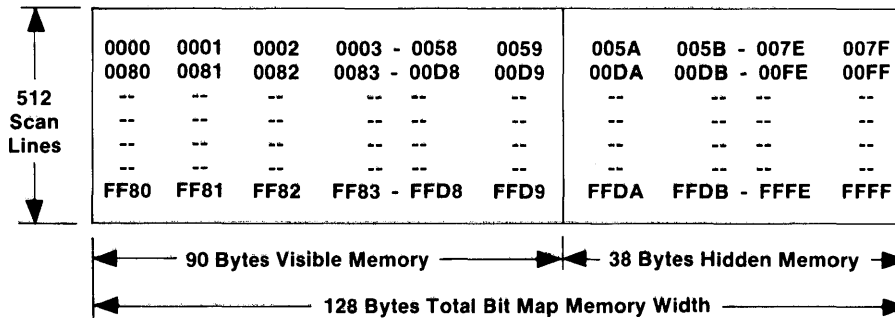 0000 0001 0002 0003 - 0058 0059 005A 005B - 007E 007F
0080 0081 0082 0083 - 00D8 00D9 00DA 00DB - 00FE 00FF
512 -- -- -- -- -- -- -- -- -- --
Scan -- -- -- -- -- -- -- -- -- --
Lines -- -- -- -- -- -- -- -- -- --
-- -- -- -- -- -- -- -- -- --
FF80 FF81 FF82 FF83 - FFD8 FFD9 FFDA FFDB - FFFE FFFF
90 Bytes Visible Memory 38 Bytes Hidden Memory
128 Bytes Total Bit Map Memory Width